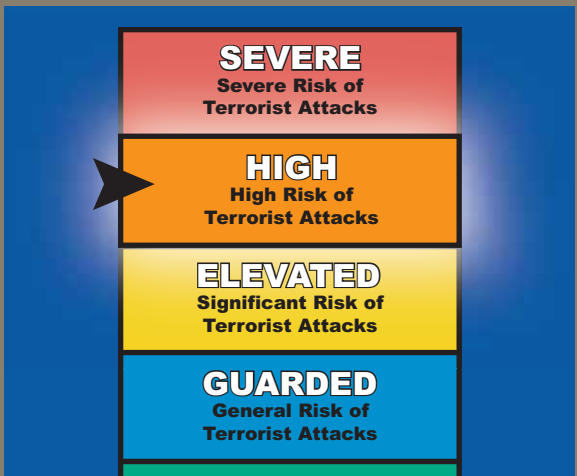 SEVERE
Severe Risk of
Terrorist Attacks
HIGH
High Risk of
Terrorist Attacks
ELEVATED
Significant Risk of
Terrorist Attacks
GUARDED
General Risk of
Terrorist Attacks